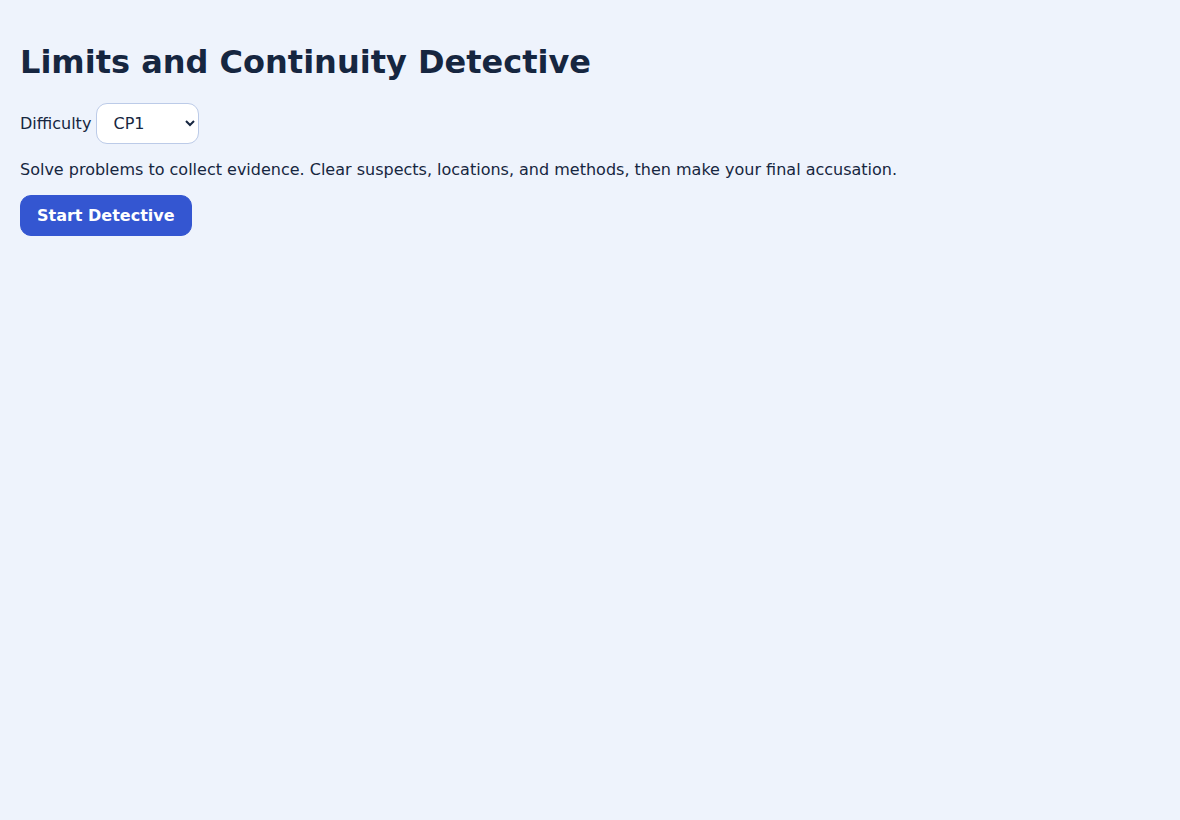 Limits and Continuity Detective
Difficulty CP1
Solve problems to collect evidence. Clear suspects, locations, and methods, then make your final accusation.
Start Detective